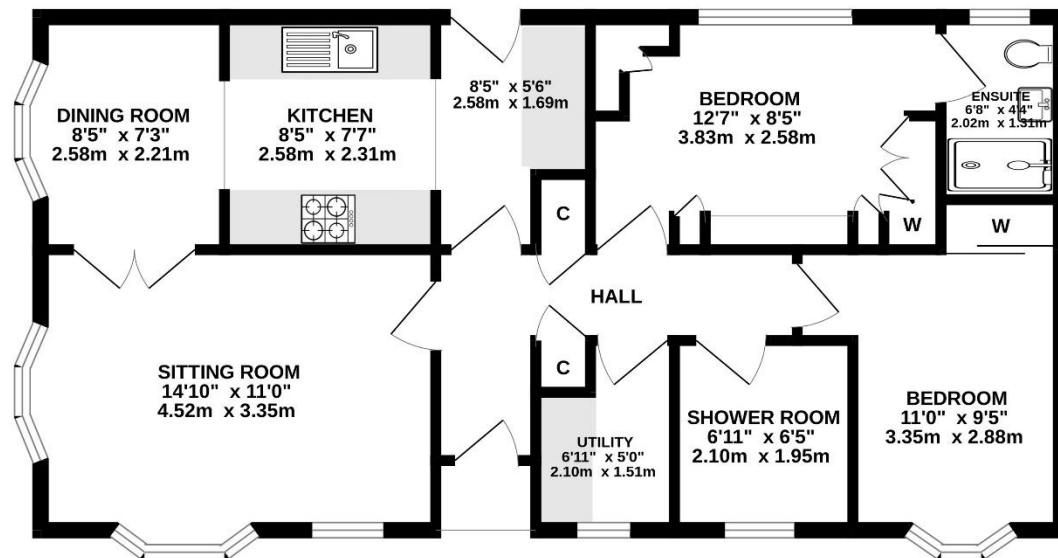 DINING ROOM
8'5" x 7'3"
2.58m x 2.21m
KITCHEN
8'5" x 7'7"
2.58m x 2.31m
8'5" x 5'6"
2.58m x 1.69m
BEDROOM
12'7" x 8'5"
3.83m x 2.58m
ENSUITE
6'8" x 4'4"
2.02m x 1.31m
C
W
W
HALL
SITTING ROOM
14'10" x 11'0"
4.52m x 3.35m
C
UTILITY
6'11" x 5'0"
2.10m x 1.51m
SHOWER ROOM
6'11" x 6'5"
2.10m x 1.95m
BEDROOM
11'0" x 9'5"
3.35m x 2.88m